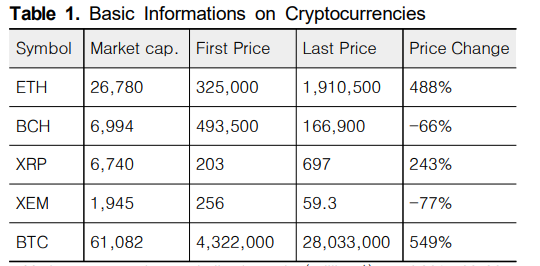 Table 1. Basic Informations on Cryptocurrencies
Symbol Market cap. First Price Last Price Price Change
ETH 26,780 325,000 1,910,500 488%
BCH 6,994 493,500 166,900 -66%
XRP 6,740 203 697 243%
XEM 1,945 256 59.3 -77%
BTC 61,082 4,322,000 28,033,000 549%